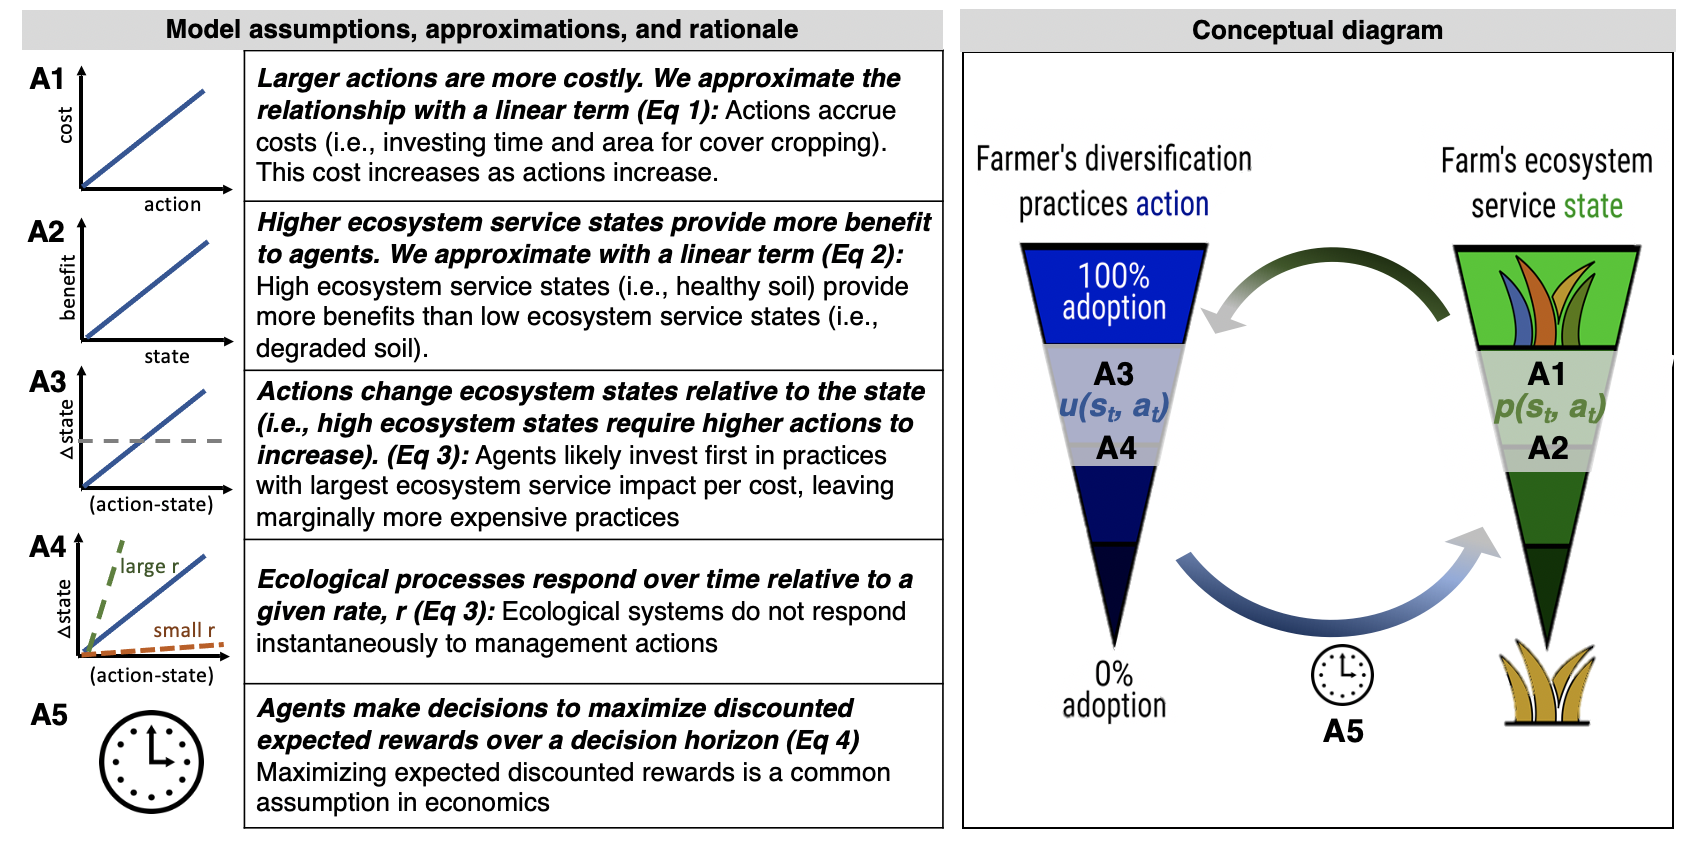 Model assumptions, approximations, and rationale
A1
cost
action
Larger actions are more costly. We approximate the
relationship with a linear term (Eq 1): Actions accrue
costs (i.e., investing time and area for cover cropping).
This cost increases as actions increase.
A2
benefit
state
Higher ecosystem service states provide more benefit
to agents. We approximate with a linear term (Eq 2):
High ecosystem service states (i.e., healthy soil) provide
more benefits than low ecosystem service states (i.e.,
degraded soil).
A3
△state
(action-state)
Actions change ecosystem states relative to the state
(i.e., high ecosystem states require higher actions to
increase). (Eq 3): Agents likely invest first in practices
with largest ecosystem service impact per cost, leaving
marginally more expensive practices
A4
△state
large r
small r
(action-state)
Ecological processes respond over time relative to a
given rate, r (Eq 3): Ecological systems do not respond
instantaneously to management actions
A5
Agents make decisions to maximize discounted
expected rewards over a decision horizon (Eq 4)
Maximizing expected discounted rewards is a common
assumption in economics
Conceptual diagram
Farmer's diversification
practices action
100%
adoption
A3
u(st, at)
A4
0%
adoption
Farm's ecosystem
service state
A1
p(st, at)
A2
A5